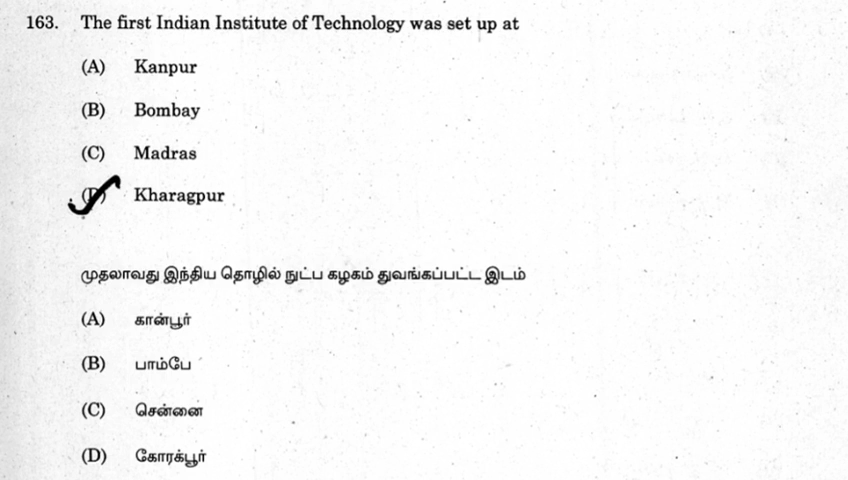 163. The first Indian Institute of Technology was set up at
(A) Kanpur
(B) Bombay
(C) Madras
(D) Kharagpur
முதலாவது இந்திய தொழில் நுட்ப கழகம் துவங்கப்பட்ட இடம்
(A) கான்பூர்
(B) பாம்பே
(C) சென்னை
(D) கோரக்பூர்